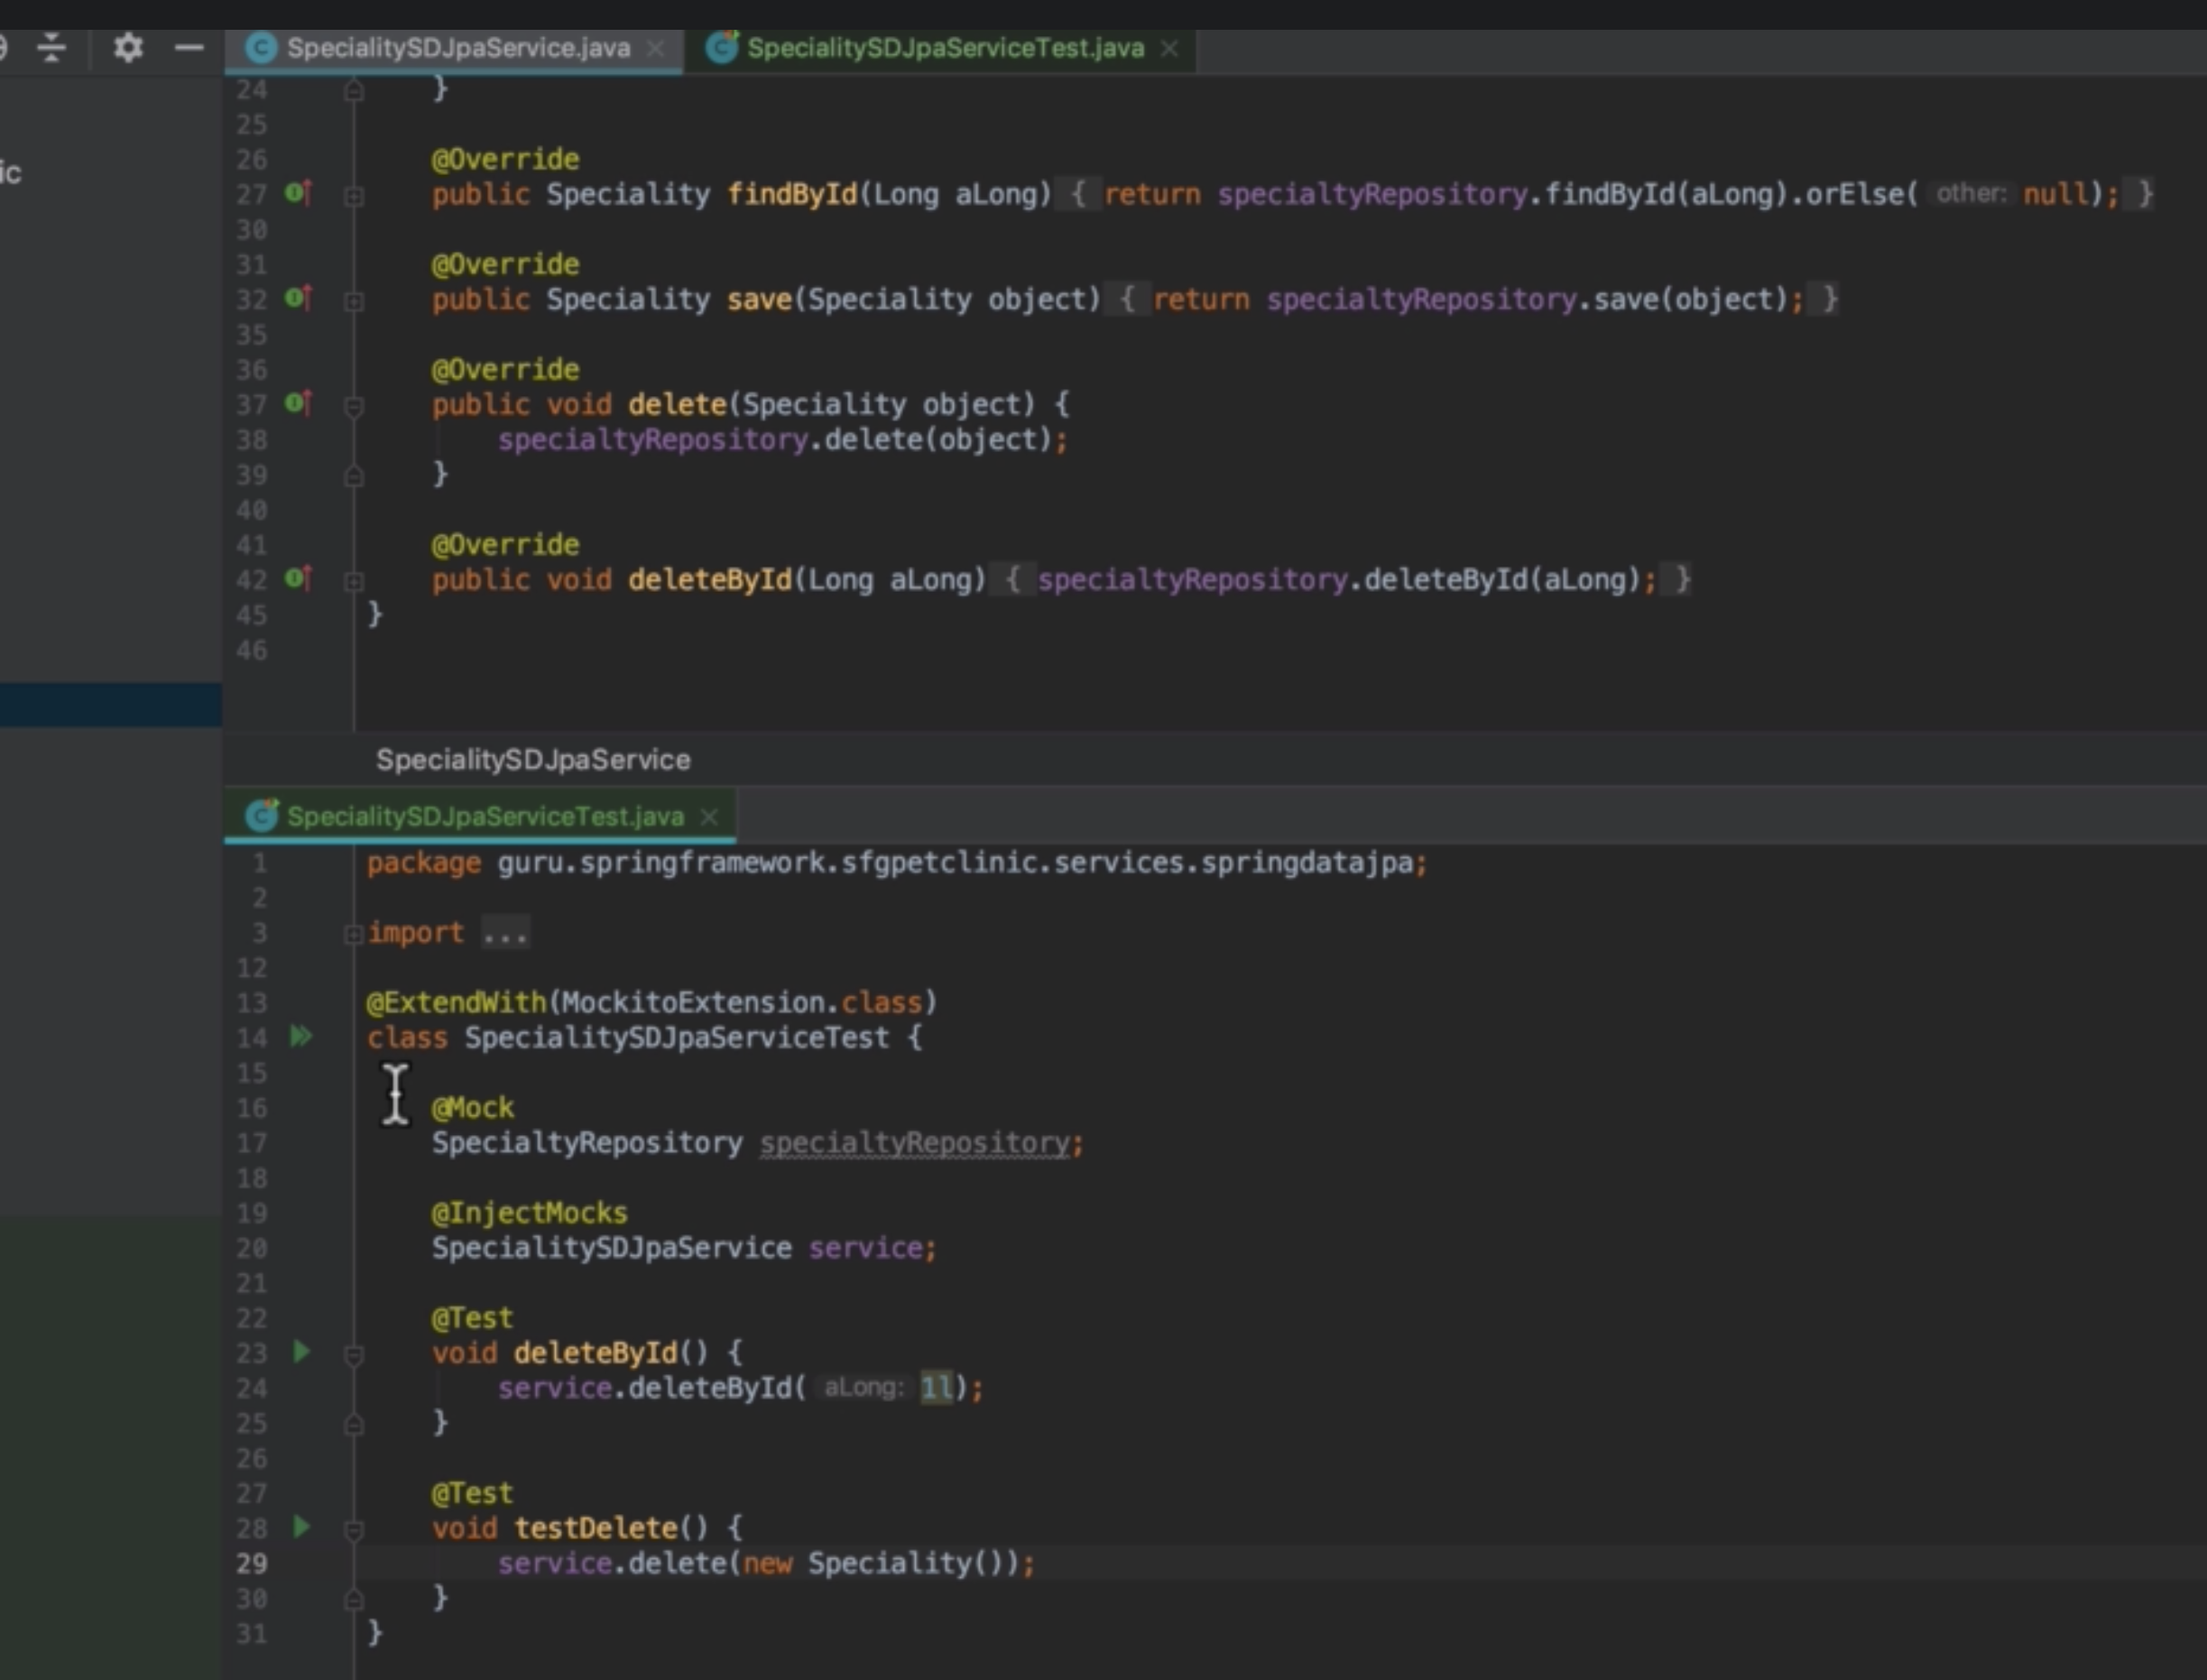 SpecialitySDJpaService.java SpecialitySDJpaServiceTest.java
ic
24 }
25
26 @Override
27 public Speciality findById(Long aLong) { return specialtyRepository.findById(aLong).orElse( other: null); }
30
31 @Override
32 public Speciality save(Speciality object) { return specialtyRepository.save(object); }
35
36 @Override
37 public void delete(Speciality object) {
38 specialtyRepository.delete(object);
39 }
40
41 @Override
42 public void deleteById(Long aLong) { specialtyRepository.deleteById(aLong); }
45 }
46
SpecialitySDJpaService
SpecialitySDJpaServiceTest.java
1 package guru.springframework.sfgpetclinic.services.springdatajpa;
2
3 import ...
12
13 @ExtendWith(MockitoExtension.class)
14 class SpecialitySDJpaServiceTest {
15
16 @Mock
17 SpecialtyRepository specialtyRepository;
18
19 @InjectMocks
20 SpecialitySDJpaService service;
21
22 @Test
23 void deleteById() {
24 service.deleteById( aLong: 1l);
25 }
26
27 @Test
28 void testDelete() {
29 service.delete(new Speciality());
30 }
31 }